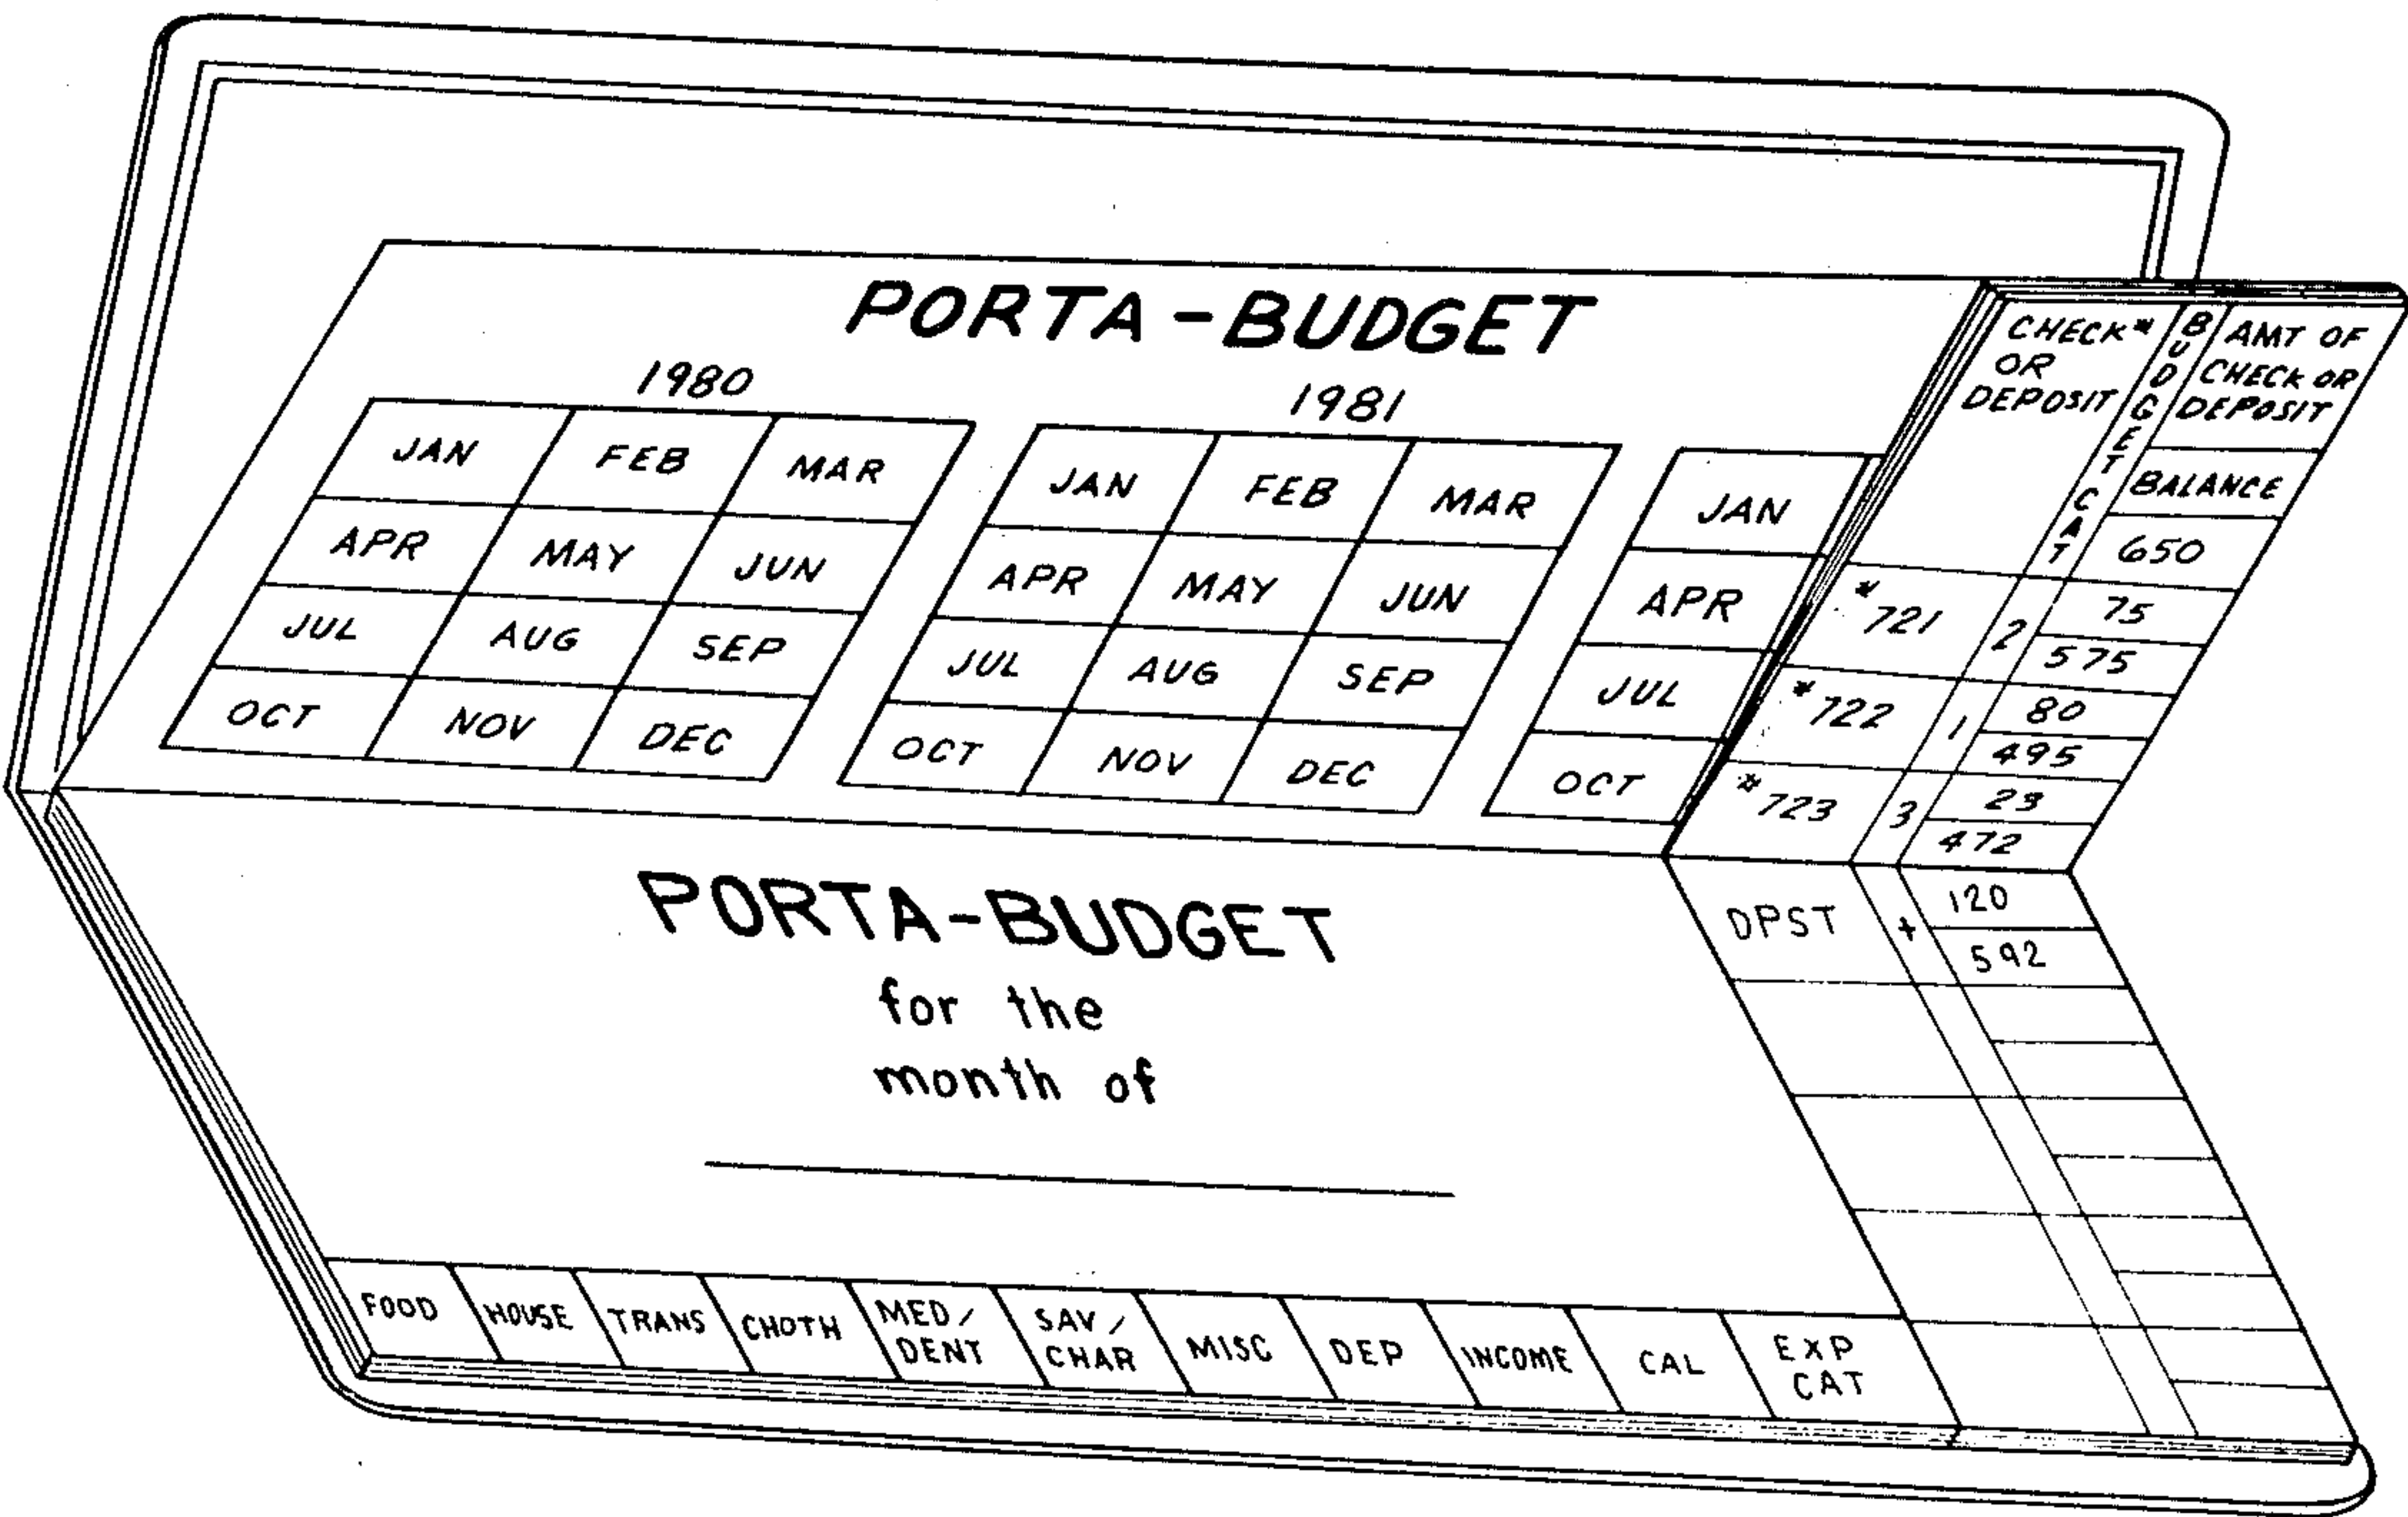 PORTA-BUDGET
1980
JAN FEB MAR
APR MAY JUN
JUL AUG SEP
OCT NOV DEC
1981
JAN FEB MAR
APR MAY JUN
JUL AUG SEP
OCT NOV DEC
JAN
APR
JUL
OCT
CHECK#
OR
DEPOSIT
BUDGET CAT
AMT OF
CHECK OR
DEPOSIT
BALANCE
650
#721 2 75
575
#722 1 80
495
#723 3 23
472
DPST + 120
592
PORTA-BUDGET
for the
month of
FOOD HOUSE TRANS CHOTH MED/DENT SAV/CHAR MISC DEP INCOME CAL EXP CAT